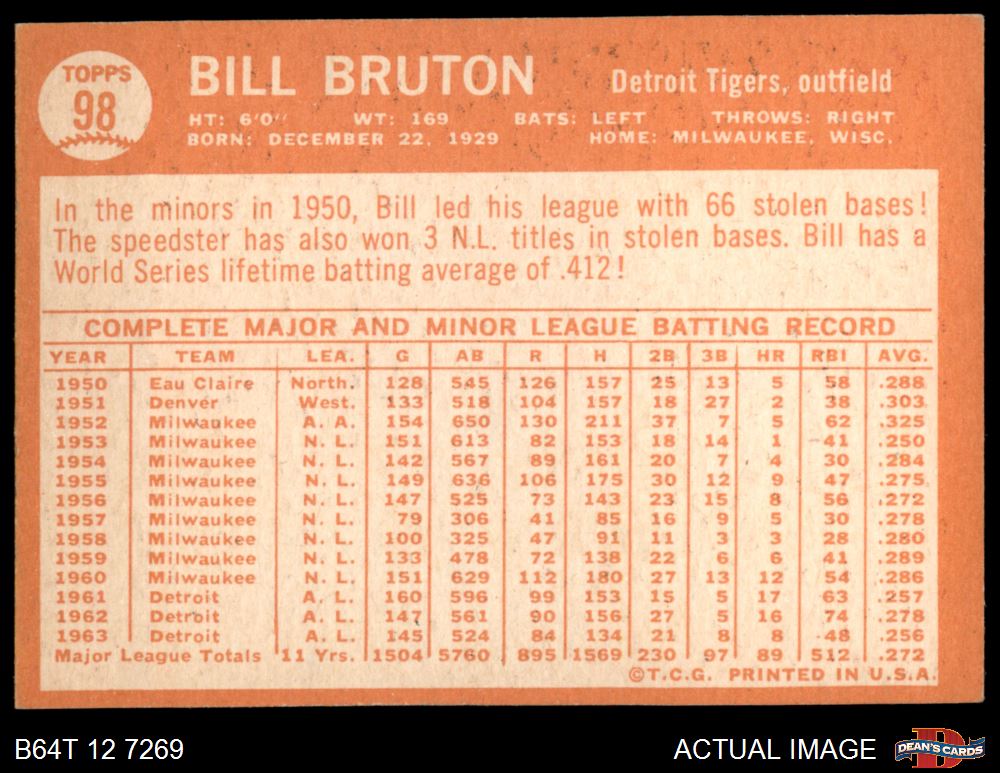 TOPPS
98
BILL BRUTON Detroit Tigers, outfield
HT: 6'0" WT: 169 BATS: LEFT THROWS: RIGHT
BORN: DECEMBER 22, 1929 HOME: MILWAUKEE, WISC.
In the minors in 1950, Bill led his league with 66 stolen bases!
The speedster has also won 3 N.L. titles in stolen bases. Bill has a
World Series lifetime batting average of .412!
COMPLETE MAJOR AND MINOR LEAGUE BATTING RECORD
YEAR TEAM LEA. G AB R H 2B 3B HR RBI AVG.
1950 Eau Claire North. 128 545 126 157 25 13 5 58 .288
1951 Denver West. 133 518 104 157 18 27 2 38 .303
1952 Milwaukee A. A. 154 650 130 211 37 7 5 62 .325
1953 Milwaukee N. L. 151 613 82 153 18 14 1 41 .250
1954 Milwaukee N. L. 142 567 89 161 20 7 4 30 .284
1955 Milwaukee N. L. 149 636 106 175 30 12 9 47 .275
1956 Milwaukee N. L. 147 525 73 143 23 15 8 56 .272
1957 Milwaukee N. L. 79 306 41 85 16 9 5 30 .278
1958 Milwaukee N. L. 100 325 47 91 11 3 3 28 .280
1959 Milwaukee N. L. 133 478 72 138 22 6 6 41 .289
1960 Milwaukee N. L. 151 629 112 180 27 13 12 54 .286
1961 Detroit A. L. 160 596 99 153 15 5 17 63 .257
1962 Detroit A. L. 147 561 90 156 27 5 16 74 .278
1963 Detroit A. L. 145 524 84 134 21 8 8 48 .256
Major League Totals 11 Yrs. 1504 5760 895 1569 230 97 89 512 .272
©T.C.G. PRINTED IN U.S.A.
B64T 12 7269 ACTUAL IMAGE D DEAN'S CARDS